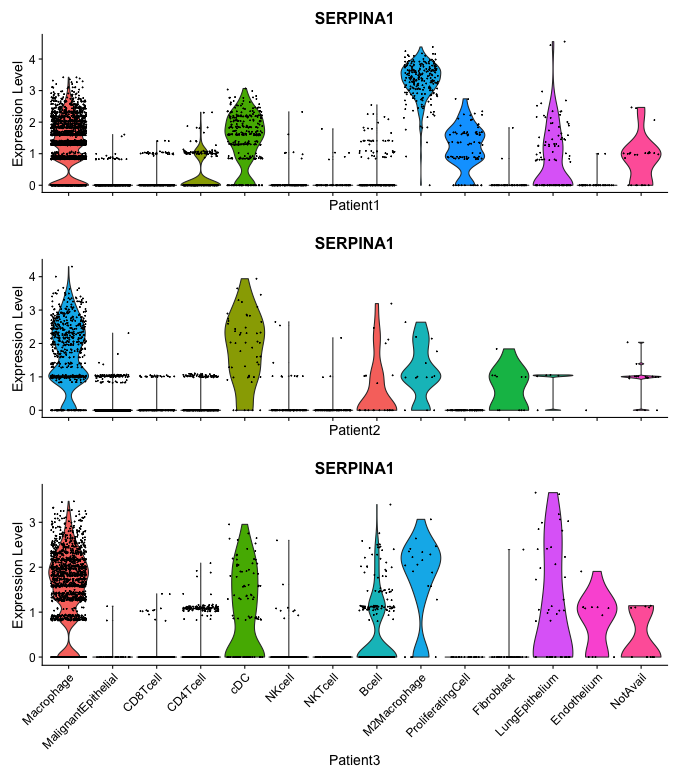 SERPINA1
Expression Level
4
3
2
1
0
Patient1
SERPINA1
Expression Level
4
3
2
1
0
Patient2
SERPINA1
Expression Level
3
2
1
0
Macrophage
MalignantEpithelial
CD8Tcell
CD4Tcell
cDC
NKcell
NKTcell
Bcell
M2Macrophage
ProliferatingCell
Fibroblast
LungEpithelium
Endothelium
NotAvail
Patient3